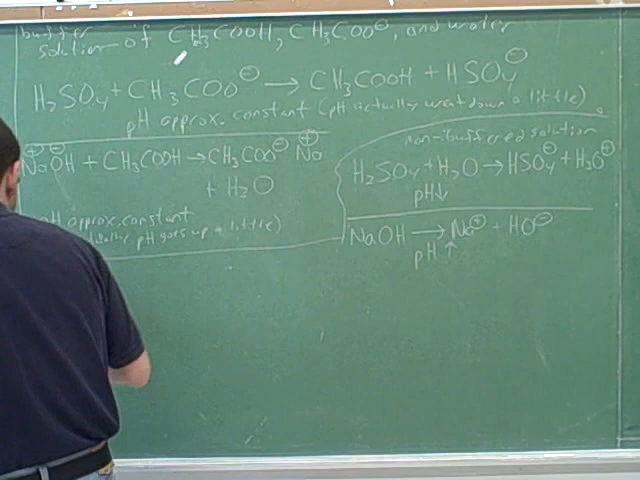 buffer
solution of CH3COOH, CH3COO⊖, and water
H2SO4 + CH3COO⊖ → CH3COOH + HSO4⊖
pH approx. constant (pH actually went down a little)
Na⊕ OH⊖ + CH3COOH → CH3COO⊖ Na⊕
+ H2O
pH approx. constant
pH goes up a little)
non-buffered solution
H2SO4 + H2O → HSO4⊖ + H3O⊕
pH↓
NaOH → Na⊕ + HO⊖
pH ↑